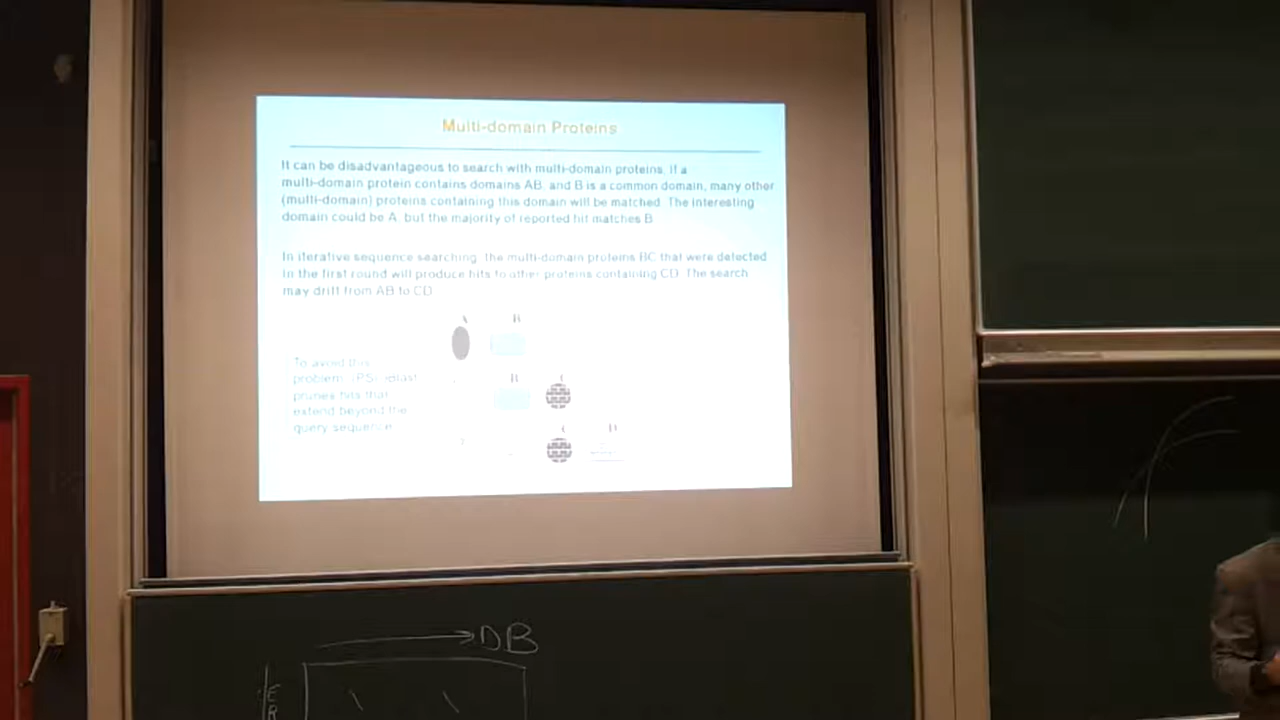 Multi-domain Proteins
It can be disadvantageous to search with multi-domain proteins. If a
multi-domain protein contains domains AB, and B is a common domain, many other
(multi-domain) proteins containing this domain will be matched. The interesting
domain could be A, but the majority of reported hit matches B.
In iterative sequence searching, the multi-domain proteins BC that were detected
in the first round will produce hits to other proteins containing CD. The search
may drift from AB to CD.
A B
To avoid this
problem, (PSI-)Blast
B C
prunes hits that
extend beyond the
query sequence.
C D
DB